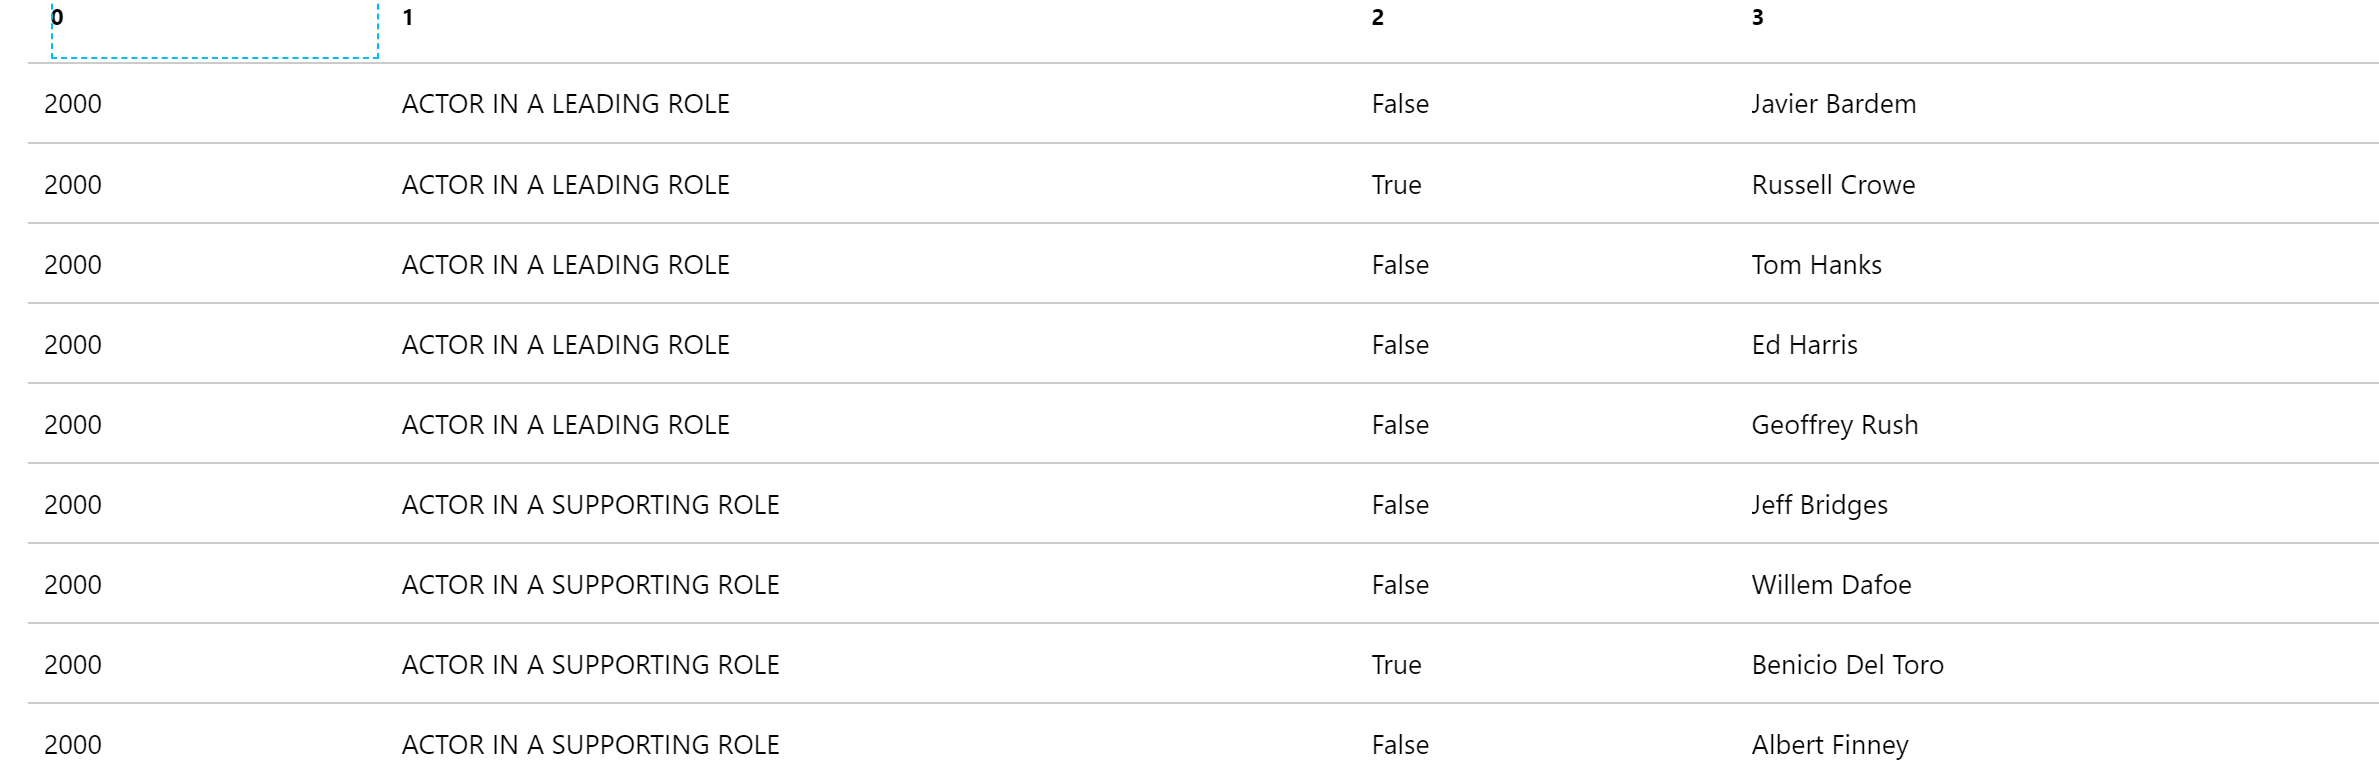 0 1 2 3
2000 ACTOR IN A LEADING ROLE False Javier Bardem
2000 ACTOR IN A LEADING ROLE True Russell Crowe
2000 ACTOR IN A LEADING ROLE False Tom Hanks
2000 ACTOR IN A LEADING ROLE False Ed Harris
2000 ACTOR IN A LEADING ROLE False Geoffrey Rush
2000 ACTOR IN A SUPPORTING ROLE False Jeff Bridges
2000 ACTOR IN A SUPPORTING ROLE False Willem Dafoe
2000 ACTOR IN A SUPPORTING ROLE True Benicio Del Toro
2000 ACTOR IN A SUPPORTING ROLE False Albert Finney